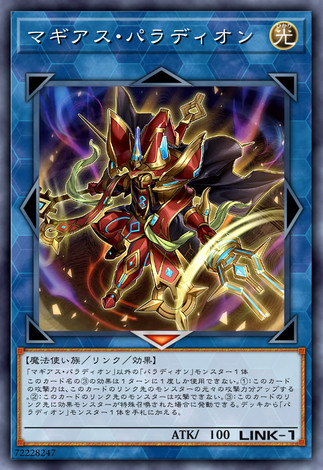 マギアス・パラディオン
光
【魔法使い族／リンク／効果】
「マギアス・パラディオン」以外の「パラディオン」モンスター１体
このカード名の③の効果は１ターンに１度しか使用できない。①：このカード
の攻撃力は、このカードのリンク先のモンスターの元々の攻撃力分アップす
る。②：このカードのリンク先のモンスターは攻撃できない。③：このカードのリ
ンク先に効果モンスターが特殊召喚された場合に発動できる。デッキから「パ
ラディオン」モンスター１体を手札に加える。
ATK/ 100 LINK-1
72228247